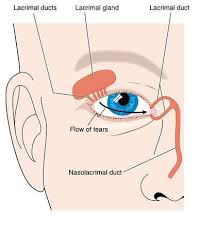 Lacrimal ducts
Lacrimal gland
Lacrimal duct
Flow of tears
Nasolacrimal duct